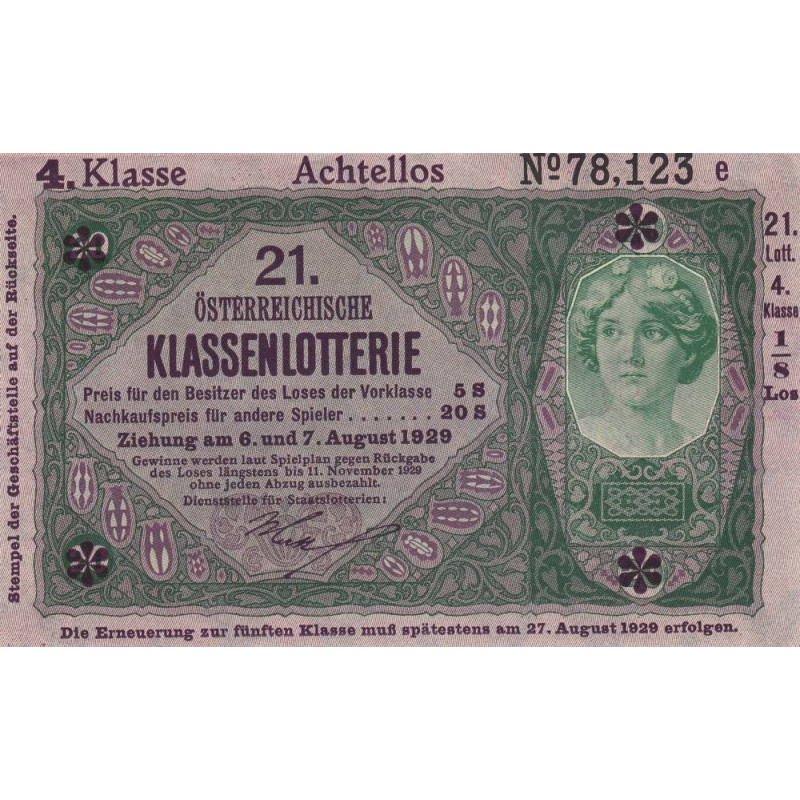 4. Klasse Achtellos № 78,123 e
21.
ÖSTERREICHISCHE
KLASSENLOTTERIE
Preis für den Besitzer des Loses der Vorklasse 5 S
Nachkaufspreis für andere Spieler ....... 20 S
Ziehung am 6. und 7. August 1929
Gewinne werden laut Spielplan gegen Rückgabe
des Loses längstens bis 11. November 1929
ohne jeden Abzug ausbezahlt.
Dienststelle für Staatslotterien:
21.
Lott.
4.
Klasse
1/8
Los
Stempel der Geschäftstelle auf der Rückseite.
Die Erneuerung zur fünften Klasse muß spätestens am 27. August 1929 erfolgen.